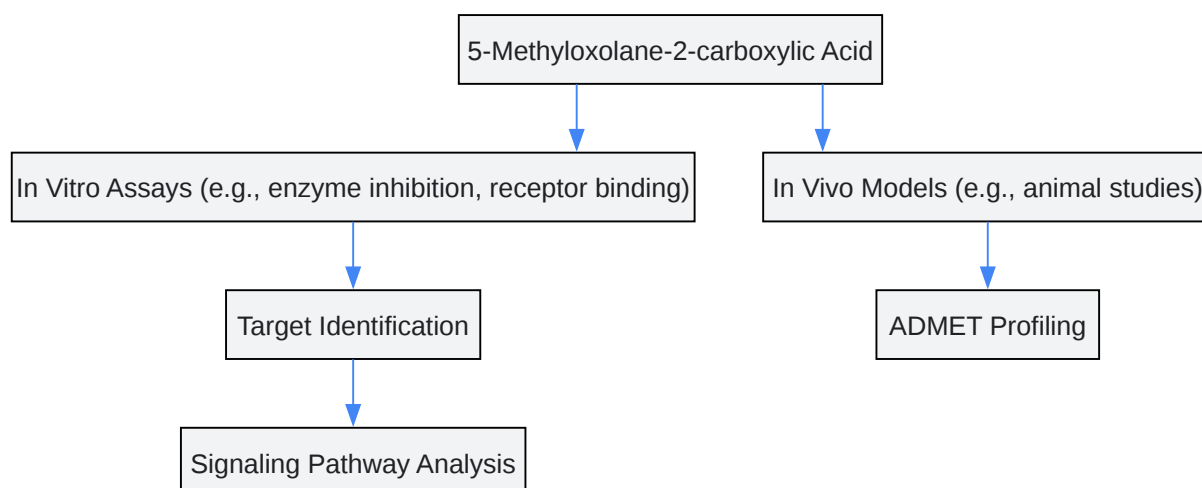 5-Methyloxolane-2-carboxylic Acid
In Vitro Assays (e.g., enzyme inhibition, receptor binding)
In Vivo Models (e.g., animal studies)
Target Identification
ADMET Profiling
Signaling Pathway Analysis